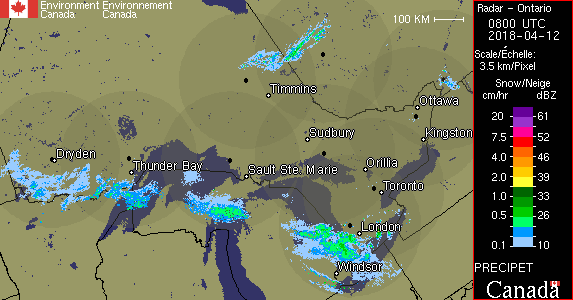 Environment Environnement
Canada Canada
100 KM
Timmins
Ottawa
Sudbury
Kingston
Dryden
Thunder Bay
Sault Ste. Marie
Orillia
Toronto
London
Windsor
Radar - Ontario
0800 UTC
2018-04-12
Scale/Échelle:
3.5 km/Pixel
Snow/Neige
cm/hr dBZ
20 61
7.5 52
4.0 46
2.0 39
1.0 33
0.5 26
0.1 10
PRECIPET
Canada